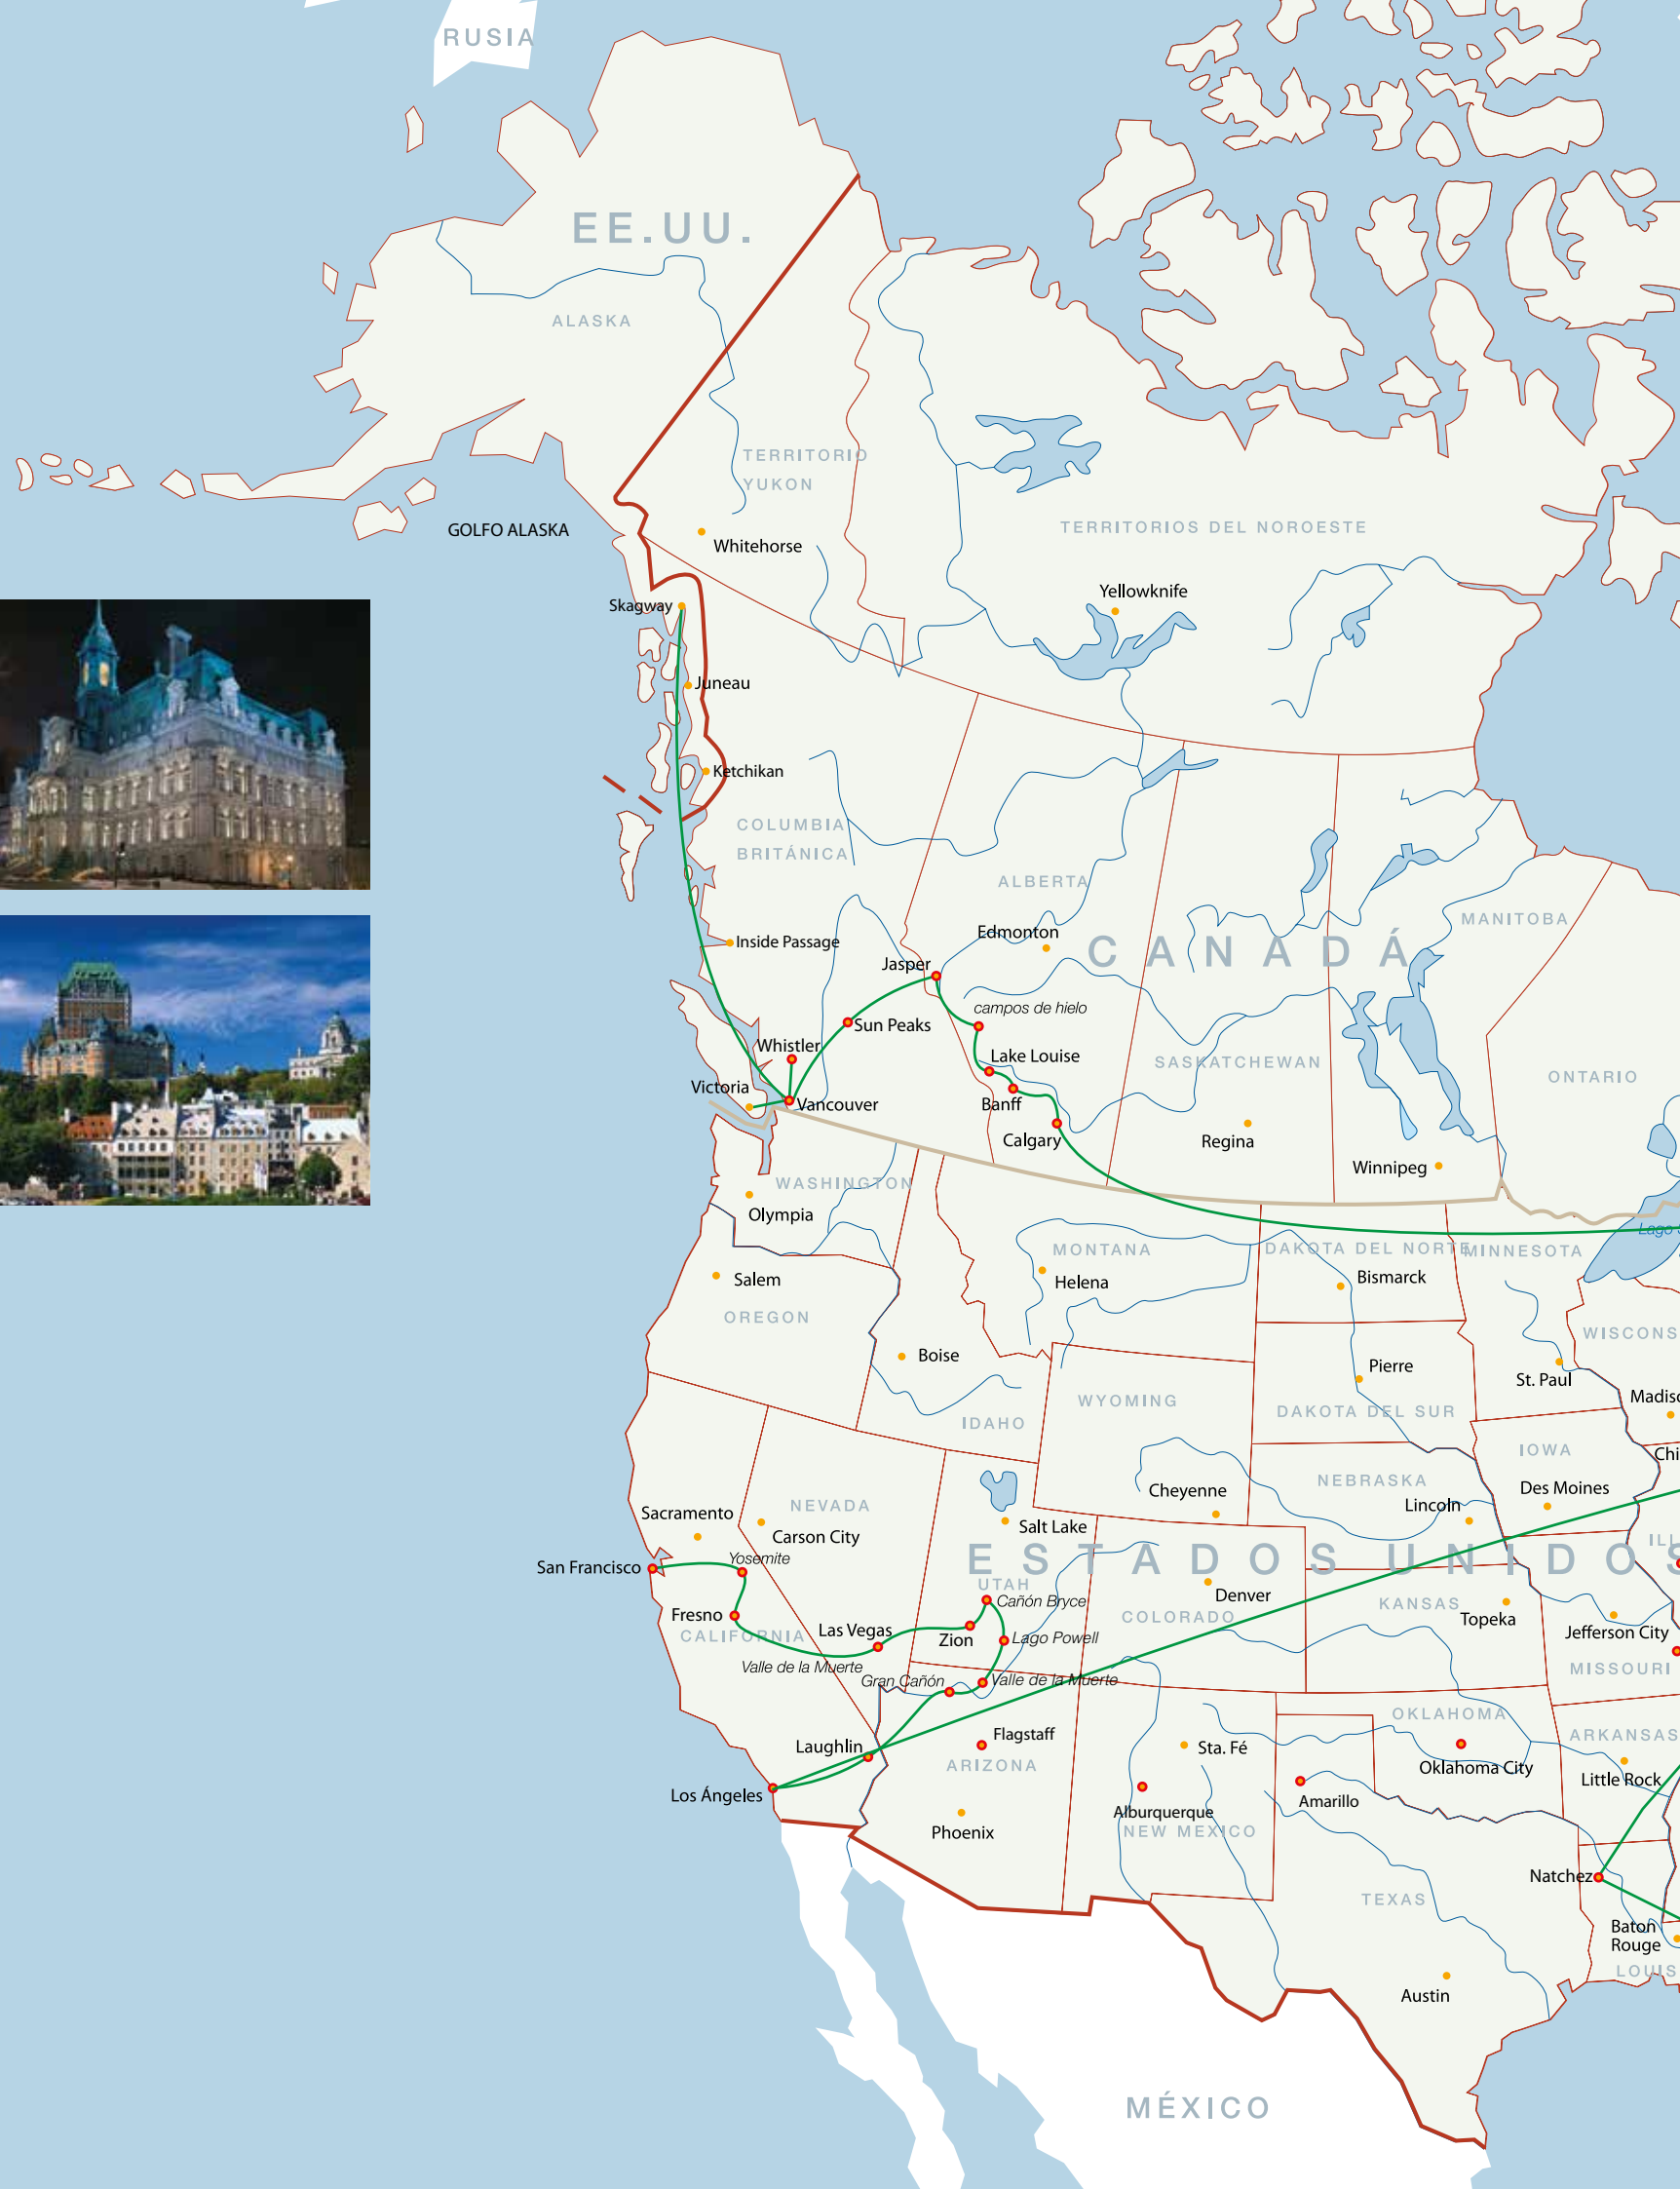 RUSIA
EE.UU.
ALASKA
TERRITORIO
YUKON
GOLFO ALASKA
Whitehorse
TERRITORIOS DEL NOROESTE
Yellowknife
Skagway
Juneau
Ketchikan
COLUMBIA
BRITÁNICA
ALBERTA
MANITOBA
Edmonton
CANADÁ
Inside Passage
Jasper
campos de hielo
Sun Peaks
Whistler
Lake Louise
SASKATCHEWAN
ONTARIO
Victoria
Vancouver
Banff
Calgary
Regina
Winnipeg
WASHINGTON
Olympia
Lago
MONTANA
DAKOTA DEL NORTE
MINNESOTA
Salem
Helena
Bismarck
OREGON
WISCONS
Boise
Pierre
St. Paul
Madisc
WYOMING
DAKOTA DEL SUR
IDAHO
IOWA
Chi
NEBRASKA
Des Moines
Cheyenne
Lincoln
NEVADA
Sacramento
Carson City
Salt Lake
ILL
ESTADOS UNIDOS
San Francisco
Yosemite
UTAH
Cañón Bryce
Denver
COLORADO
KANSAS
Topeka
Fresno
CALIFORNIA
Las Vegas
Zion
Lago Powell
Jefferson City
Valle de la Muerte
Gran Cañón
Valle de la Muerte
MISSOURI
OKLAHOMA
ARKANSAS
Laughlin
Flagstaff
Sta. Fé
ARIZONA
Oklahoma City
Little Rock
Los Ángeles
Alburquerque
Amarillo
Phoenix
NEW MEXICO
Natchez
TEXAS
Baton
Rouge
LOUIS
Austin
MÉXICO